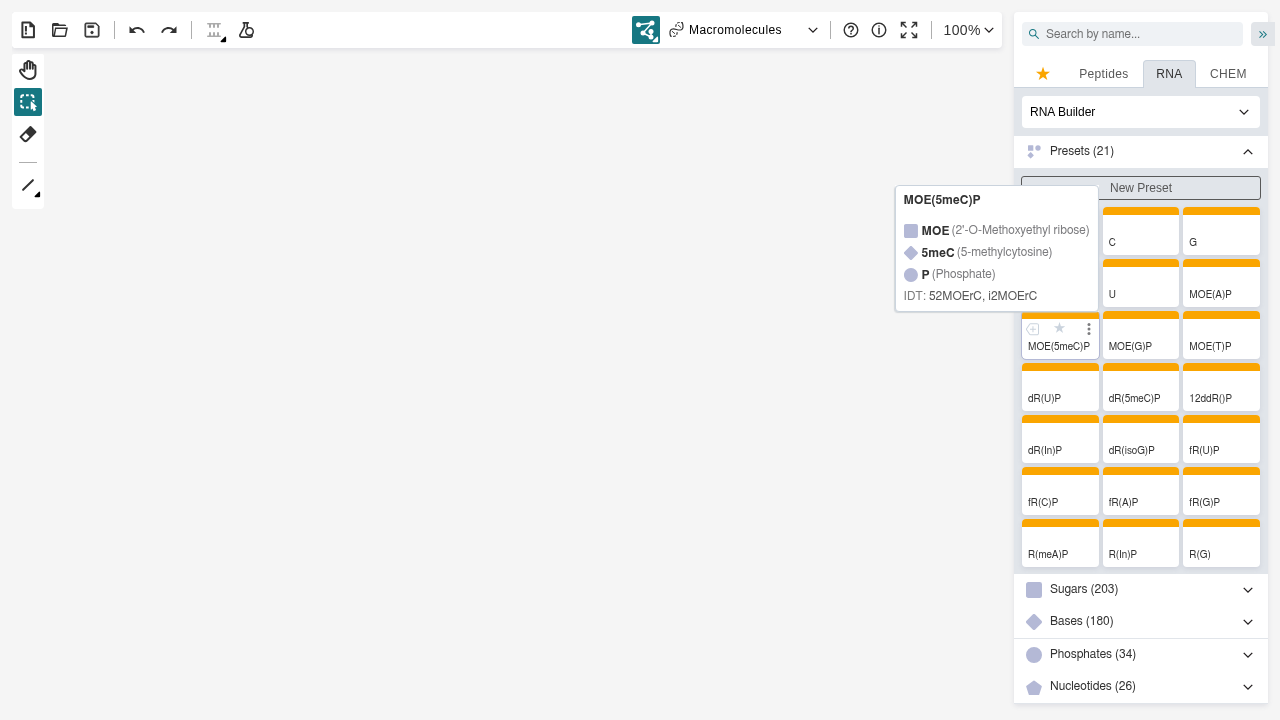 Macromolecules
100%
Search by name...
Peptides
RNA
CHEM
RNA Builder
Presets (21)
New Preset
MOE(5meC)P
MOE (2'-O-Methoxyethyl ribose)
5meC (5-methylcytosine)
P (Phosphate)
IDT: 52MOErC, i2MOErC
C
G
U
MOE(A)P
MOE(5meC)P
MOE(G)P
MOE(T)P
dR(U)P
dR(5meC)P
12ddR()P
dR(In)P
dR(isoG)P
fR(U)P
fR(C)P
fR(A)P
fR(G)P
R(meA)P
R(In)P
R(G)
Sugars (203)
Bases (180)
Phosphates (34)
Nucleotides (26)